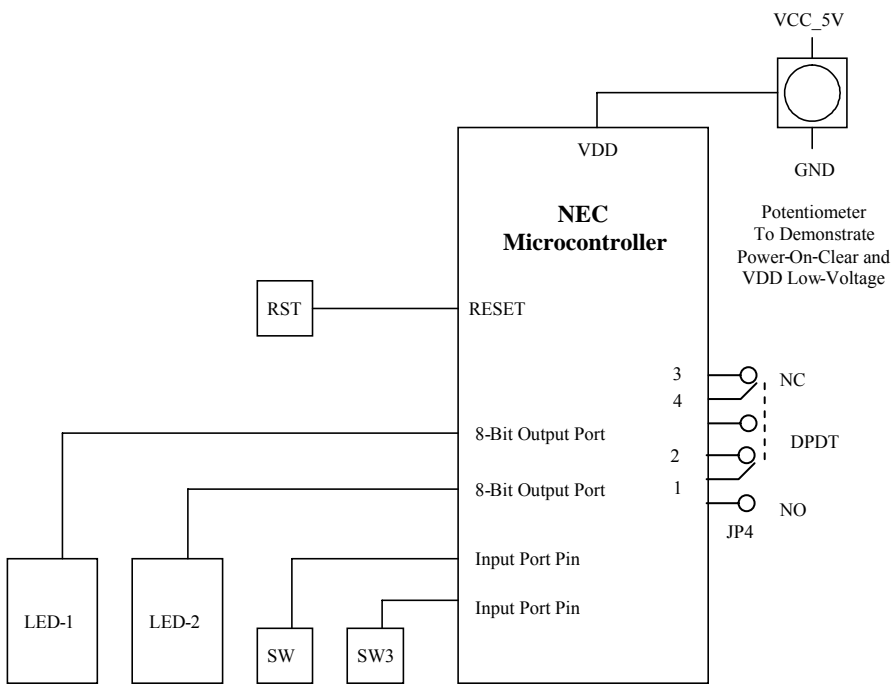 VCC_5V
VDD
GND
NEC
Microcontroller
Potentiometer
To Demonstrate
Power-On-Clear and
VDD Low-Voltage
RST
RESET
3
NC
4
8-Bit Output Port
DPDT
2
8-Bit Output Port
1
NO
JP4
Input Port Pin
Input Port Pin
LED-1
LED-2
SW
SW3